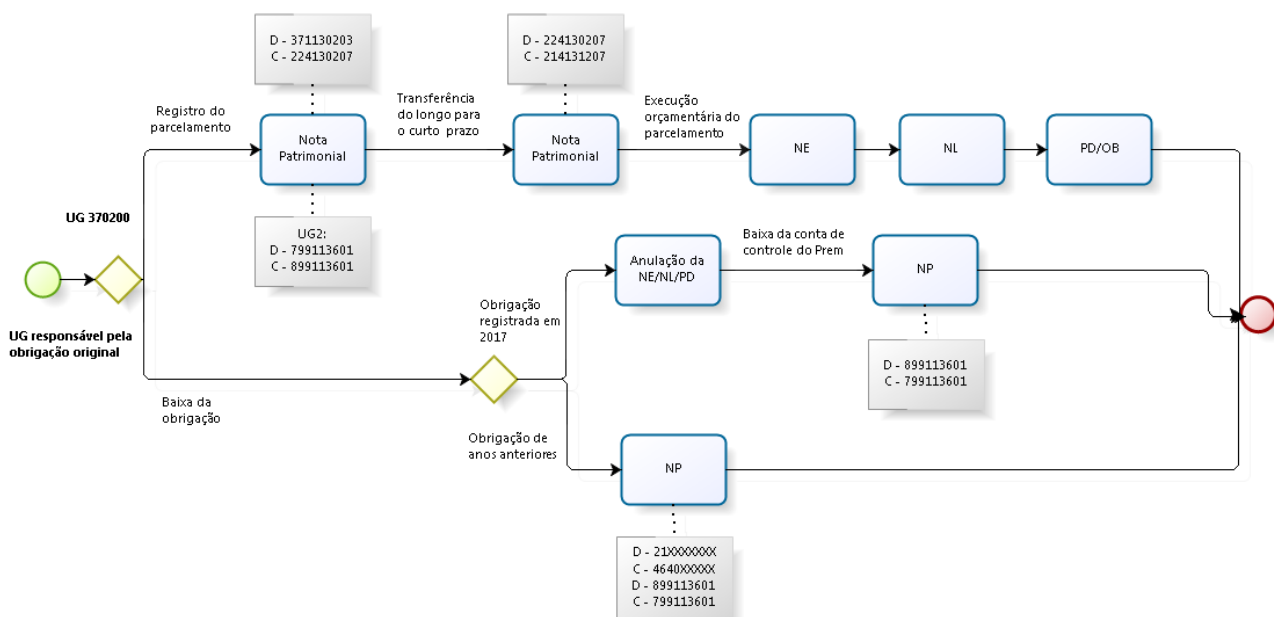 D - 371130203
C - 224130207
D - 224130207
C - 214131207
Registro do
parcelamento
Transferência
do longo para
o curto prazo
Execução
orçamentária do
parcelamento
Nota
Patrimonial
Nota
Patrimonial
NE
NL
PD/OB
UG 370200
UG2:
D - 799113601
C - 899113601
Anulação da
NE/NL/PD
Baixa da conta de
controle do Prem
NP
UG responsável pela
obrigação original
Obrigação
registrada em
2017
D - 899113601
C - 799113601
Baixa da
obrigação
Obrigação de
anos anteriores
NP
D - 21XXXXXXX
C - 4640XXXXX
D - 899113601
C - 799113601